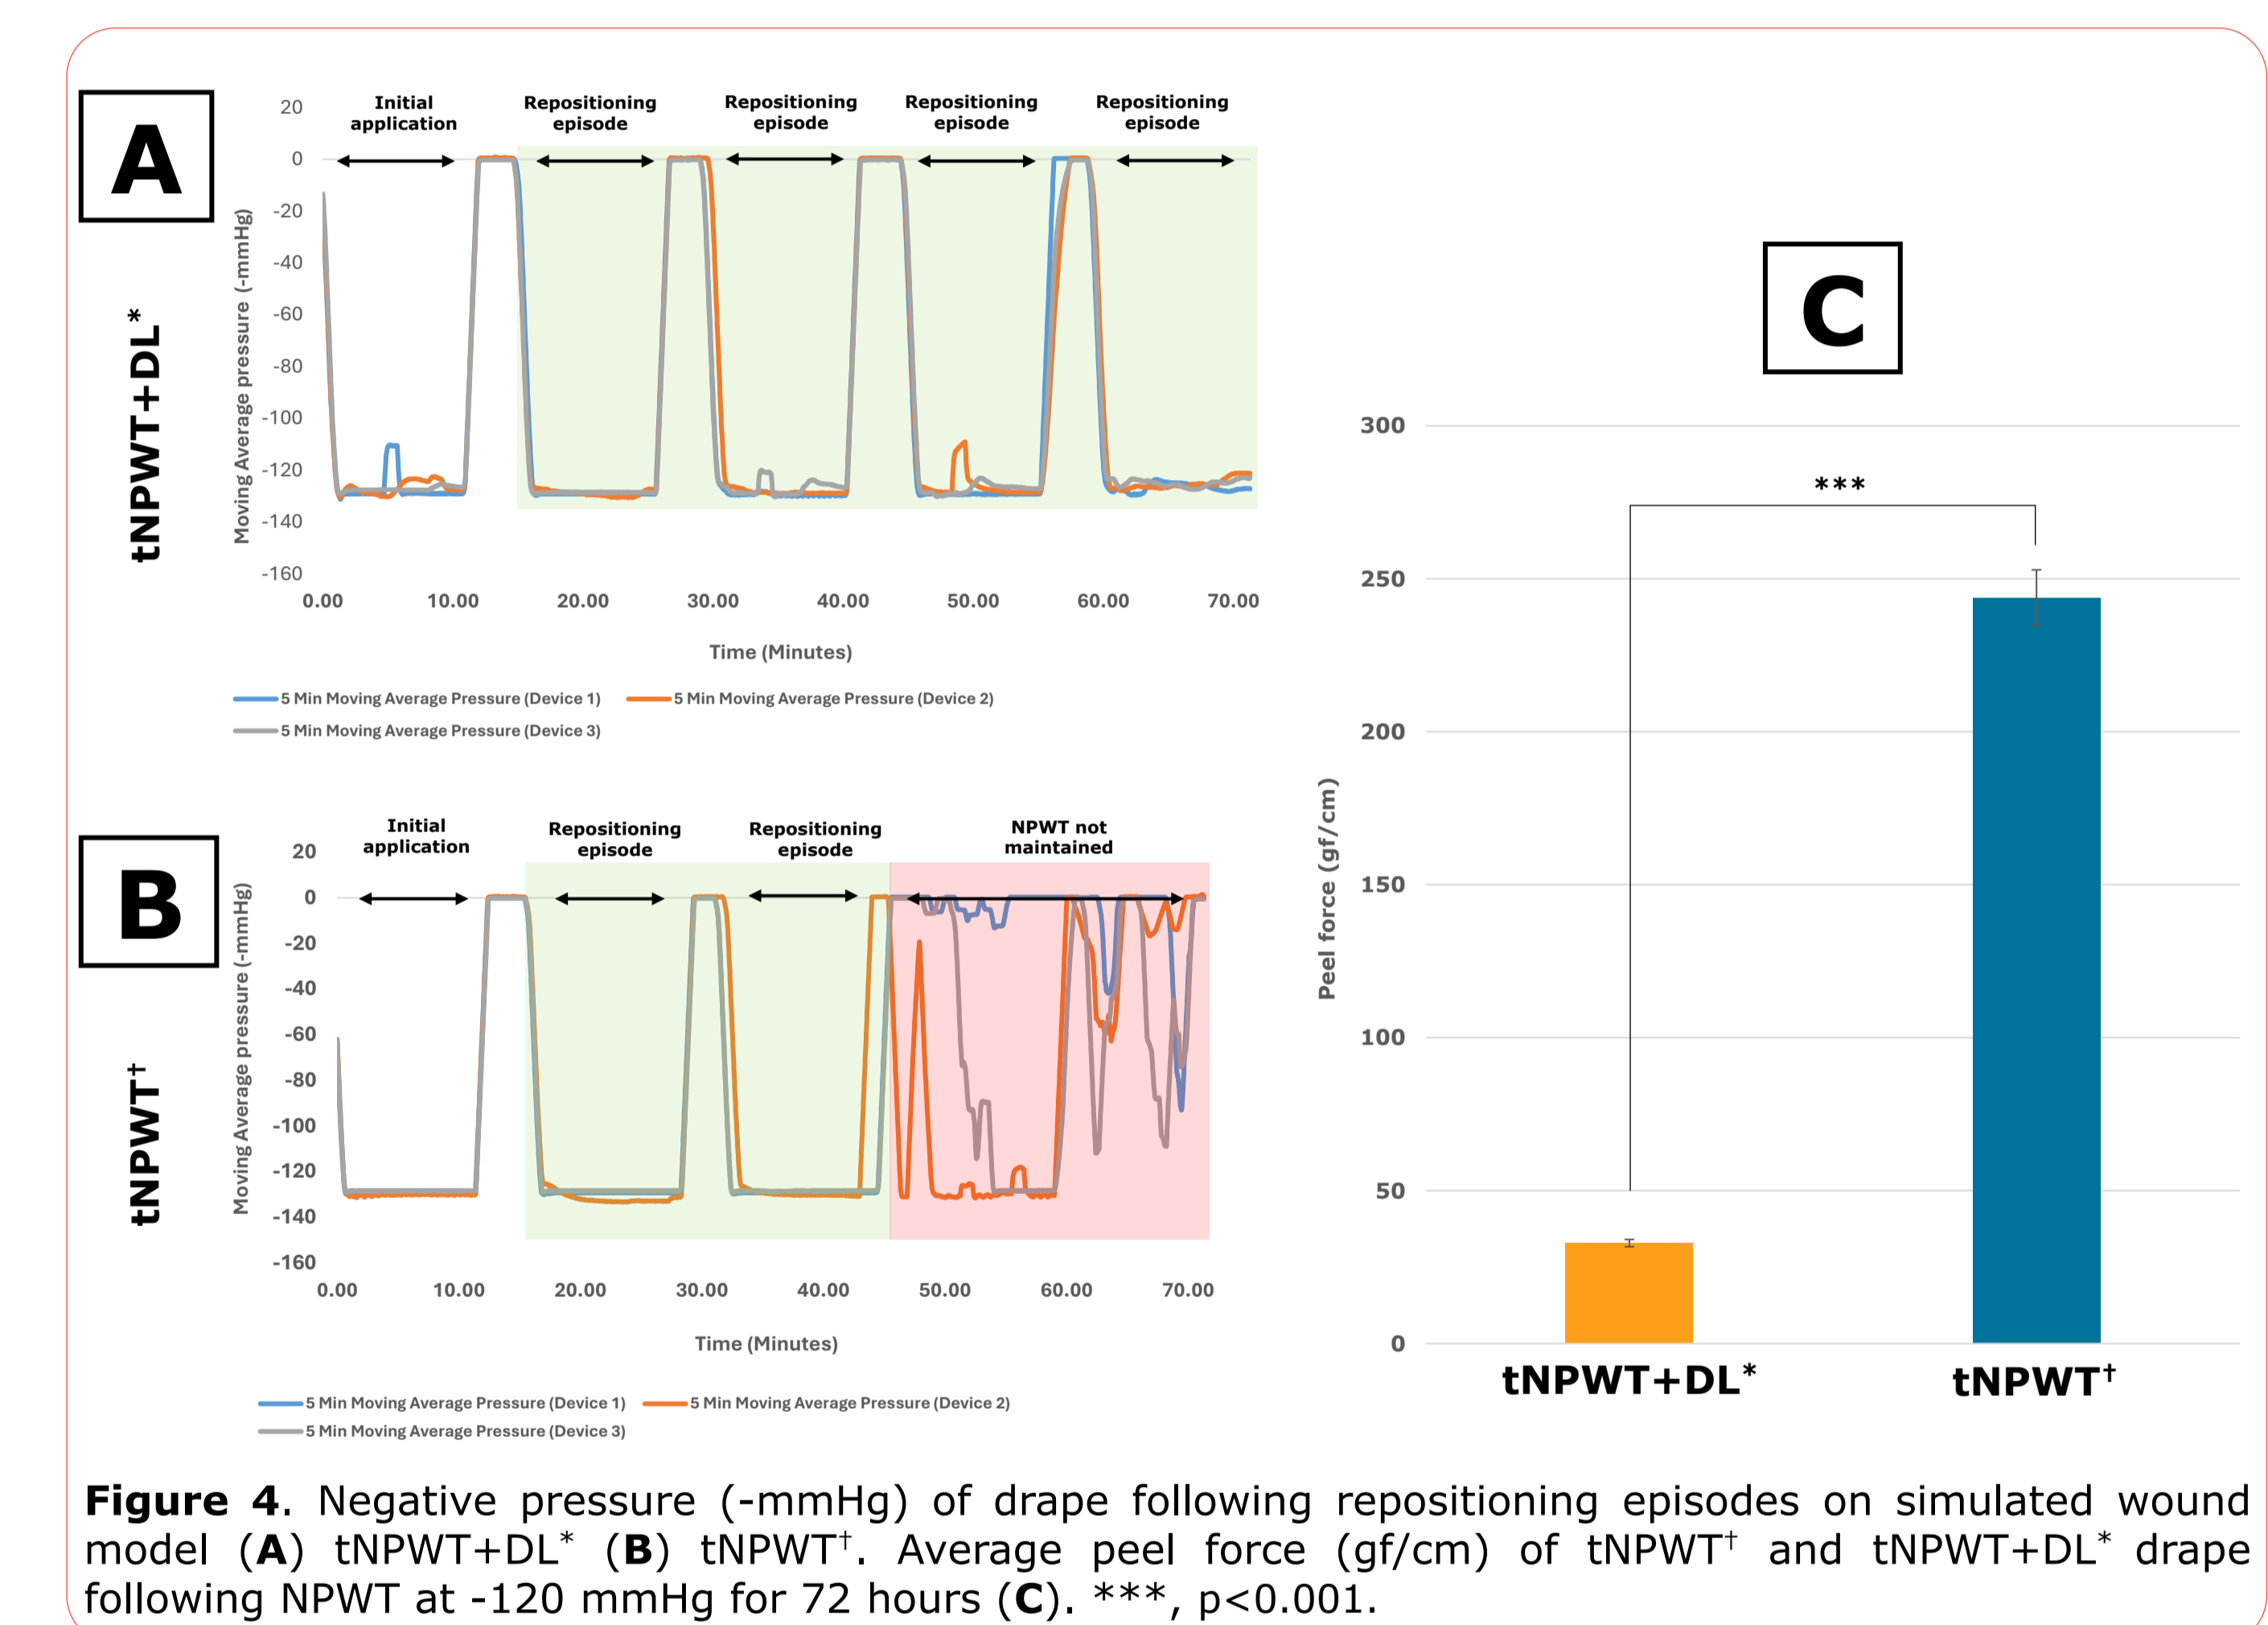 A
tNPWT+DL*
Initial
application
Repositioning
episode
Repositioning
episode
Repositioning
episode
Repositioning
episode
20
0
-20
-40
-60
-80
-100
-120
-140
-160
Moving Average pressure (-mmHg)
0.00 10.00 20.00 30.00 40.00 50.00 60.00 70.00
Time (Minutes)
5 Min Moving Average Pressure (Device 1)
5 Min Moving Average Pressure (Device 2)
5 Min Moving Average Pressure (Device 3)
B
tNPWT†
Initial
application
Repositioning
episode
Repositioning
episode
NPWT not
maintained
20
0
-20
-40
-60
-80
-100
-120
-140
-160
Moving Average pressure (-mmHg)
0.00 10.00 20.00 30.00 40.00 50.00 60.00 70.00
Time (Minutes)
5 Min Moving Average Pressure (Device 1)
5 Min Moving Average Pressure (Device 2)
5 Min Moving Average Pressure (Device 3)
C
300
250
200
150
100
50
0
Peel force (gf/cm)
***
tNPWT+DL*
tNPWT†
Figure 4. Negative pressure (-mmHg) of drape following repositioning episodes on simulated wound
model (A) tNPWT+DL* (B) tNPWT†. Average peel force (gf/cm) of tNPWT† and tNPWT+DL* drape
following NPWT at -120 mmHg for 72 hours (C). ***, p<0.001.